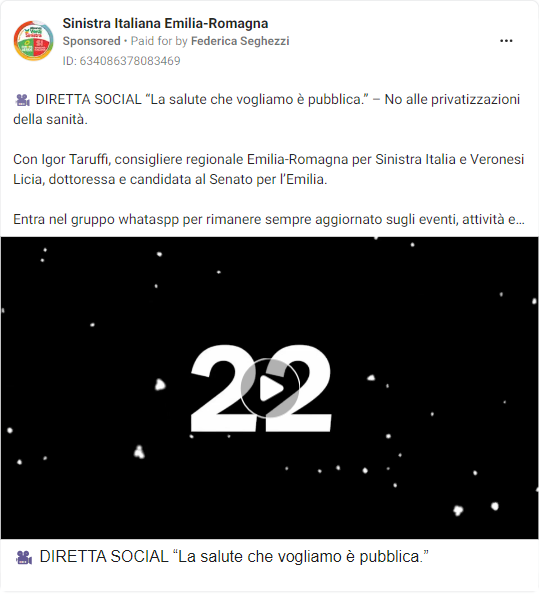 Sinistra Italiana Emilia-Romagna
Sponsored • Paid for by Federica Seghezzi
ID: 634086378083469
🎥 DIRETTA SOCIAL “La salute che vogliamo è pubblica.” – No alle privatizzazioni
della sanità.
Con Igor Taruffi, consigliere regionale Emilia-Romagna per Sinistra Italia e Veronesi
Licia, dottoressa e candidata al Senato per l’Emilia.
Entra nel gruppo whataspp per rimanere sempre aggiornato sugli eventi, attività e...
22
🎥 DIRETTA SOCIAL “La salute che vogliamo è pubblica.”